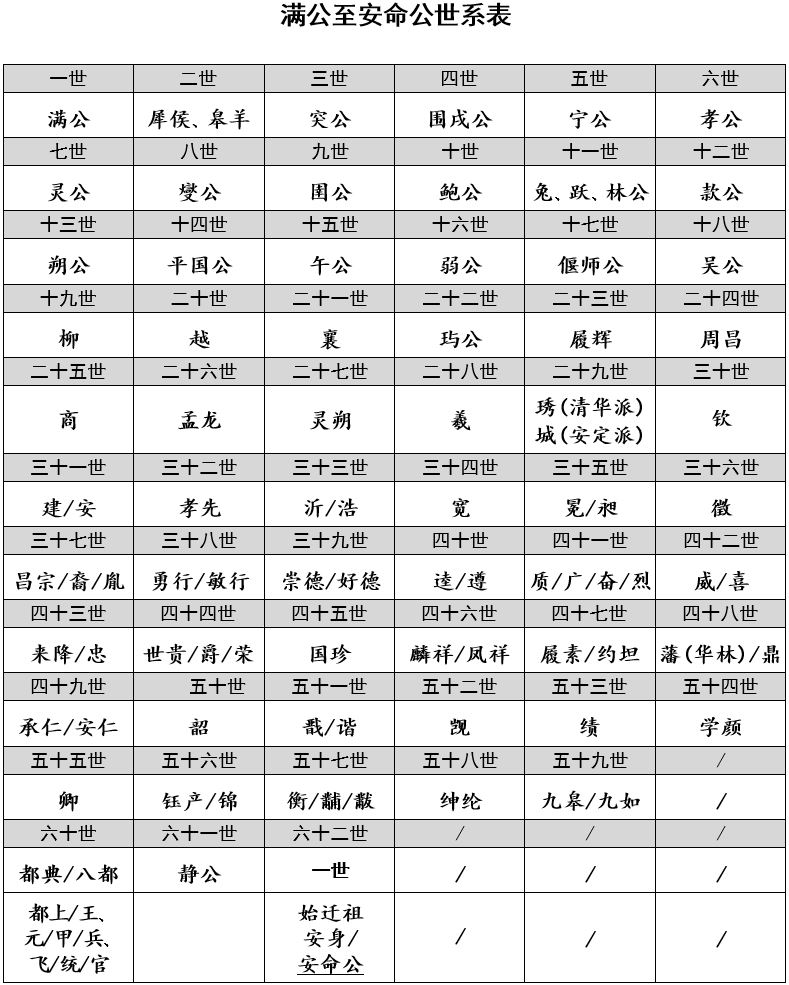 满公至安命公世系表
一世 二世 三世 四世 五世 六世
满公 犀侯、皋羊 突公 围戌公 宁公 孝公
七世 八世 九世 十世 十一世 十二世
灵公 燮公 圉公 鲍公 兔、跃、林公 款公
十三世 十四世 十五世 十六世 十七世 十八世
朔公 平国公 午公 弱公 偃师公 吴公
十九世 二十世 二十一世 二十二世 二十三世 二十四世
柳 越 襄 玙公 履辉 周昌
二十五世 二十六世 二十七世 二十八世 二十九世 三十世
商 孟龙 灵朔 羲 琇(清华派) 钦
城(安定派)
三十一世 三十二世 三十三世 三十四世 三十五世 三十六世
建/安 孝先 沂/浩 宽 冕/昶 徵
三十七世 三十八世 三十九世 四十世 四十一世 四十二世
昌宗/裔/胤 勇行/敏行 崇德/好德 逵/遵 质/广/奋/烈 威/喜
四十三世 四十四世 四十五世 四十六世 四十七世 四十八世
来降/忠 世贵/爵/荣 国珍 麟祥/凤祥 履素/约坦 藩(华林)/鼎
四十九世 五十世 五十一世 五十二世 五十三世 五十四世
承仁/安仁 韶 戬/谐 觊 绩 学颜
五十五世 五十六世 五十七世 五十八世 五十九世 /
卿 钰产/锦 衡/黼/黻 绅纶 九皋/九如 /
六十世 六十一世 六十二世 / / /
都典/八都 静公 一世 / / /
都上/王、 始迁祖 / / /
元/甲/兵、 安身/
飞/统/官 安命公